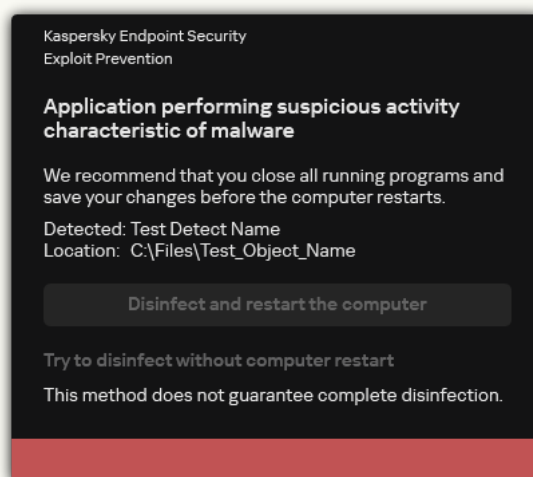 Kaspersky Endpoint Security
Exploit Prevention
Application performing suspicious activity
characteristic of malware
We recommend that you close all running programs and
save your changes before the computer restarts.
Detected: Test Detect Name
Location: C:\Files\Test_Object_Name
Disinfect and restart the computer
Try to disinfect without computer restart
This method does not guarantee complete disinfection.